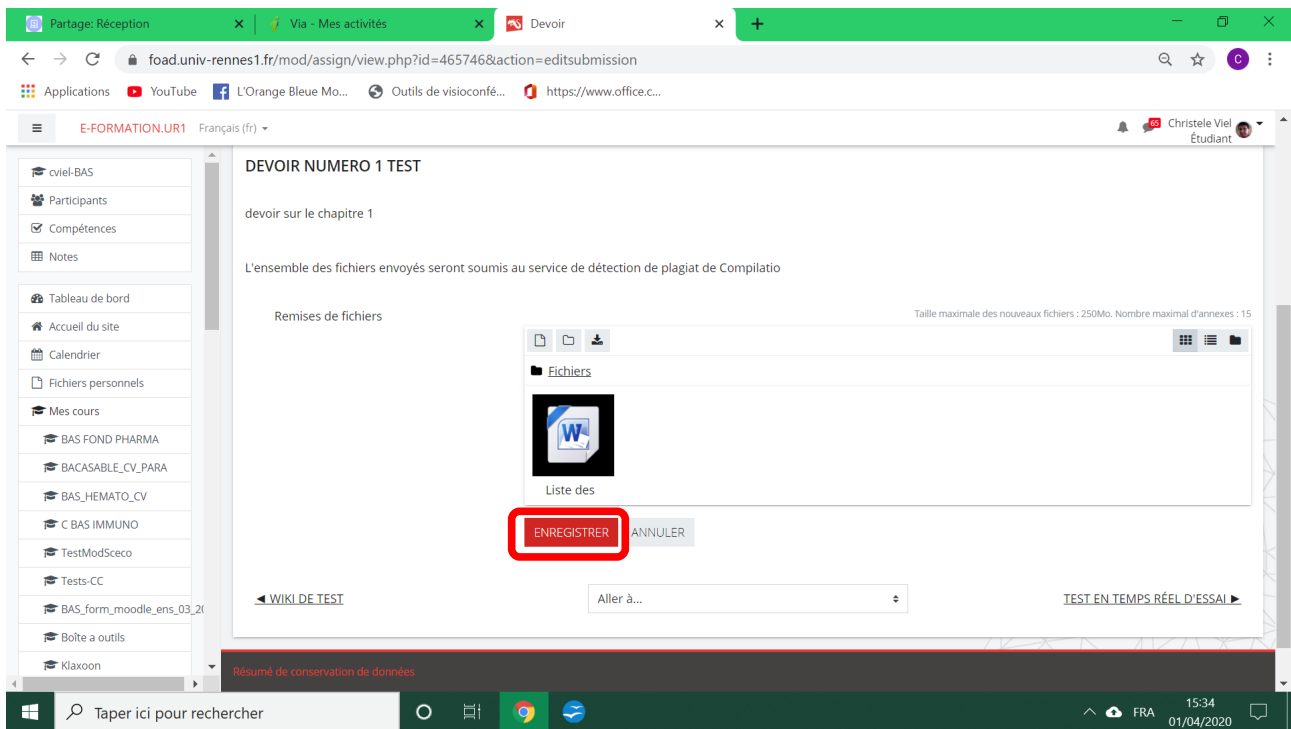 Partage: Réception
Via - Mes activités
Devoir
foad.univ-rennes1.fr/mod/assign/view.php?id=465746&action=editsubmission
C
Applications
YouTube
L'Orange Bleue Mo...
Outils de visioconfé...
https://www.office.c...
E-FORMATION.UR1
Français (fr)
65
Christele Viel
Étudiant
cviel-BAS
Participants
Compétences
Notes
Tableau de bord
Accueil du site
Calendrier
Fichiers personnels
Mes cours
BAS FOND PHARMA
BACASABLE_CV_PARA
BAS_HEMATO_CV
C BAS IMMUNO
TestModSceco
Tests-CC
BAS_form_moodle_ens_03_20
Boîte a outils
Klaxoon
DEVOIR NUMERO 1 TEST
devoir sur le chapitre 1
L'ensemble des fichiers envoyés seront soumis au service de détection de plagiat de Compilatio
Remises de fichiers
Taille maximale des nouveaux fichiers : 250Mo. Nombre maximal d'annexes : 15
Fichiers
W
Liste des
ENREGISTRER
ANNULER
◄ WIKI DE TEST
Aller à...
TEST EN TEMPS RÉEL D'ESSAI ►
Résumé de conservation de données
Taper ici pour rechercher
FRA
15:34
01/04/2020